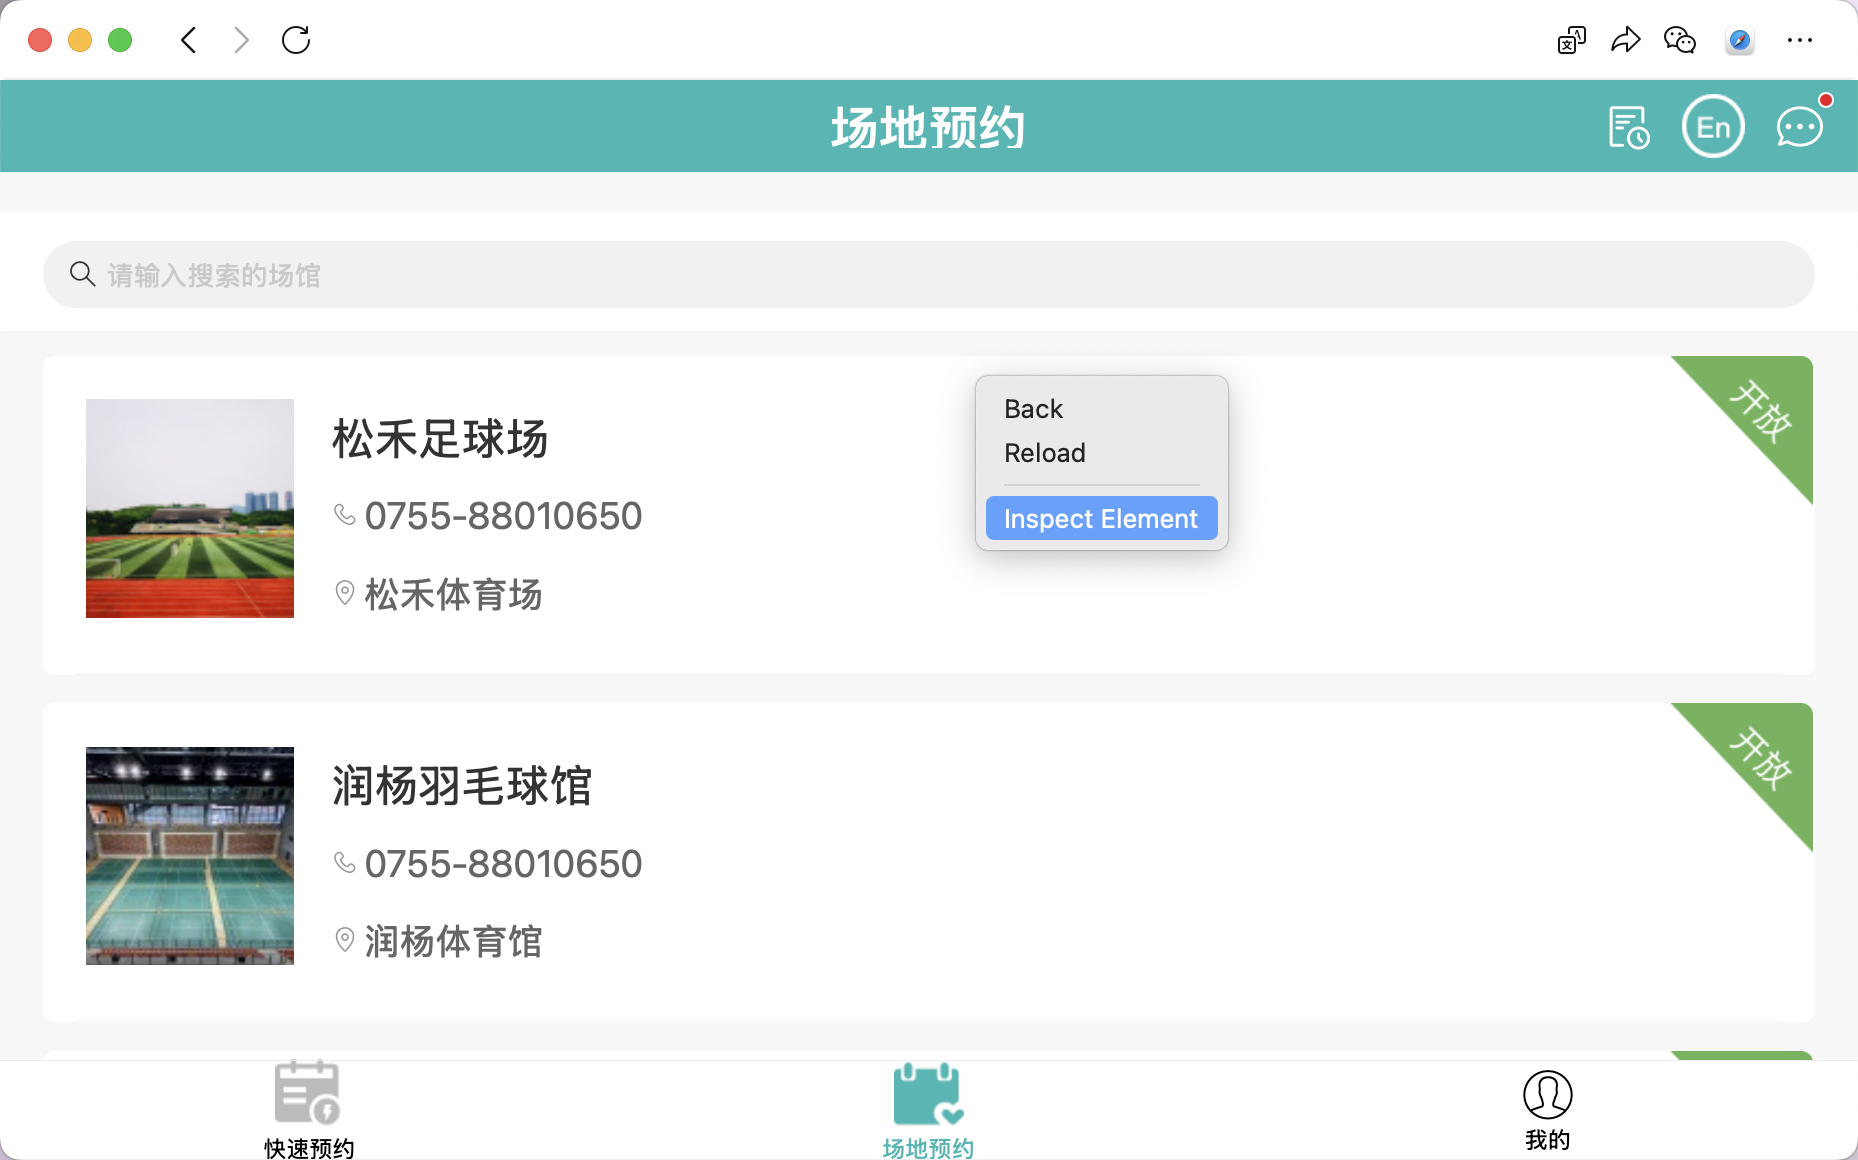 场地预约
En
请输入搜索的场馆
松禾足球场
0755-88010650
松禾体育场
Back
Reload
Inspect Element
开放
润杨羽毛球馆
0755-88010650
润杨体育馆
开放
快速预约
场地预约
我的